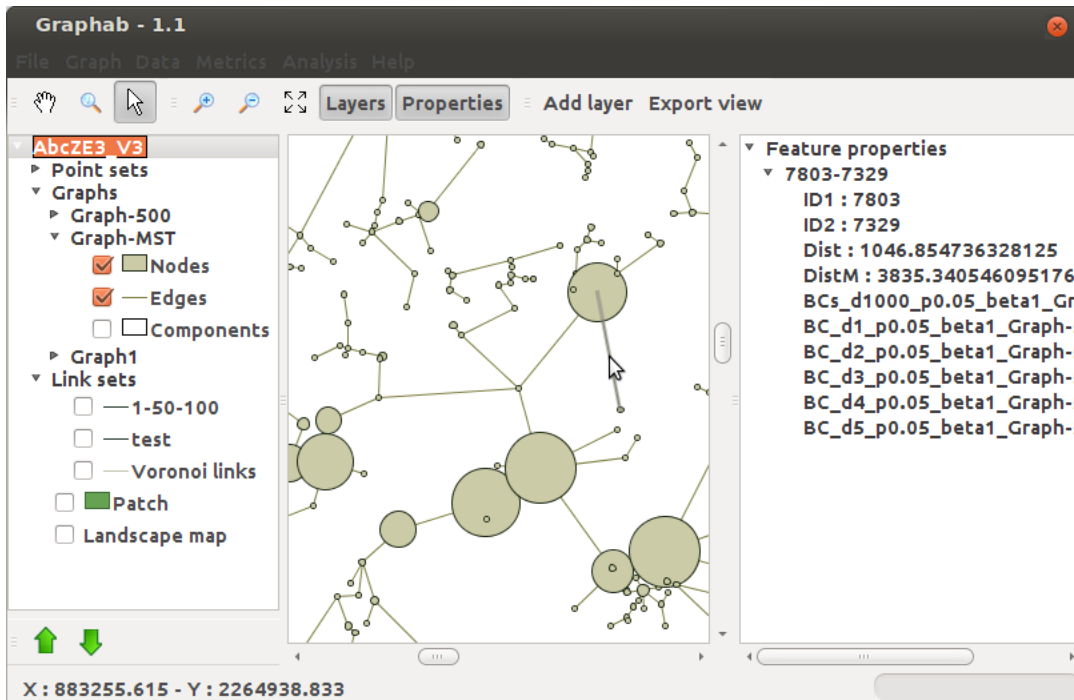 Graphab - 1.1
File Graph Data Metrics Analysis Help
Layers Properties Add layer Export view
AbcZE3_V3
Point sets
Graphs
Graph-500
Graph-MST
Nodes
Edges
Components
Graph1
Link sets
1-50-100
test
Voronoi links
Patch
Landscape map
Feature properties
7803-7329
ID1 : 7803
ID2 : 7329
Dist : 1046.854736328125
DistM : 3835.340546095176
BCs_d1000_p0.05_beta1_Gr
BC_d1_p0.05_beta1_Graph-
BC_d2_p0.05_beta1_Graph-
BC_d3_p0.05_beta1_Graph-
BC_d4_p0.05_beta1_Graph-
BC_d5_p0.05_beta1_Graph-
X : 883255.615 - Y : 2264938.833